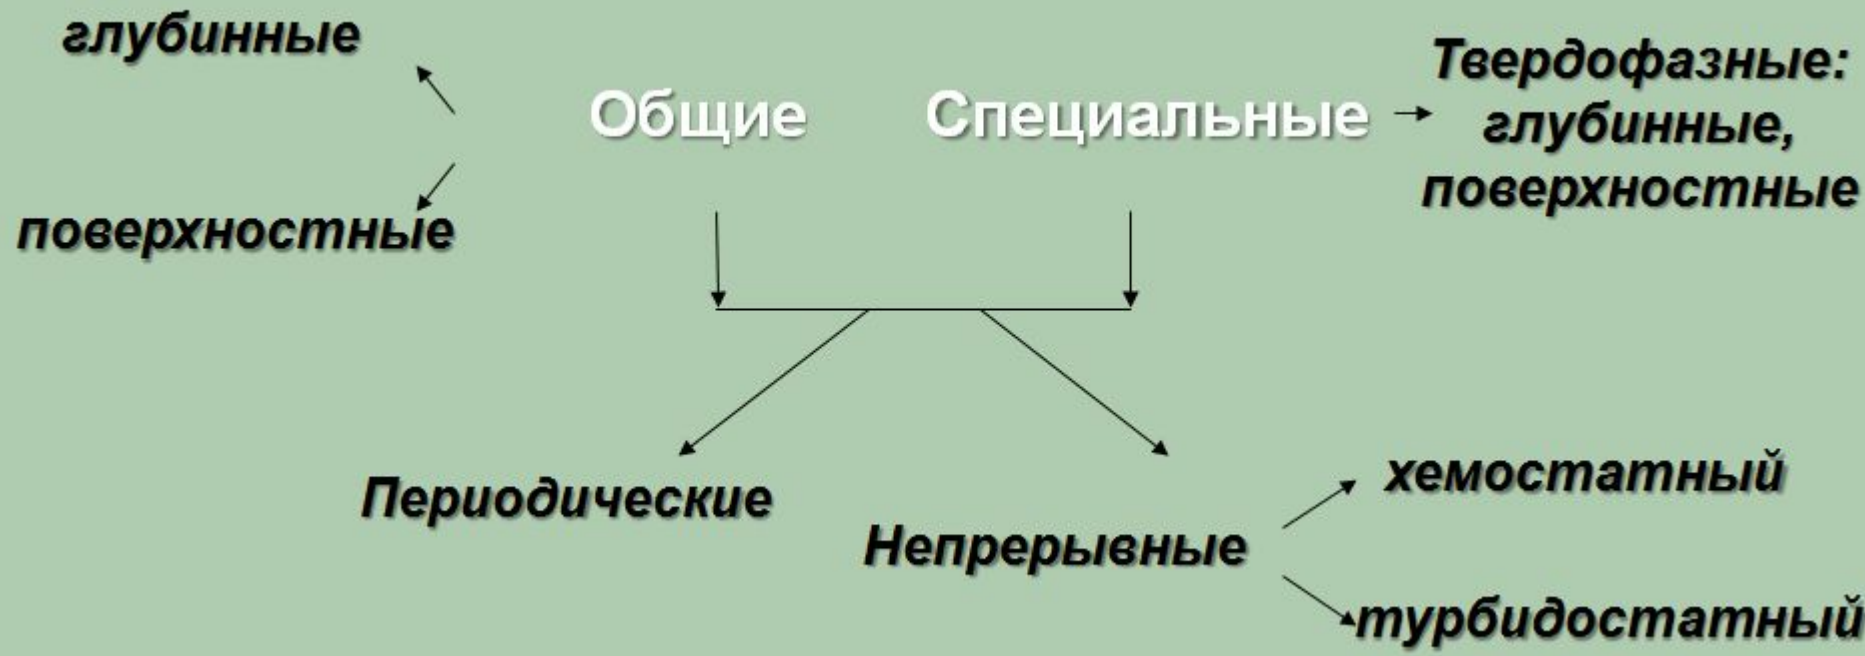 глубинные
Общие
Специальные
Твердофазные:
глубинные,
поверхностные
поверхностные
Периодические
Непрерывные
хемостатный
турбидостатный